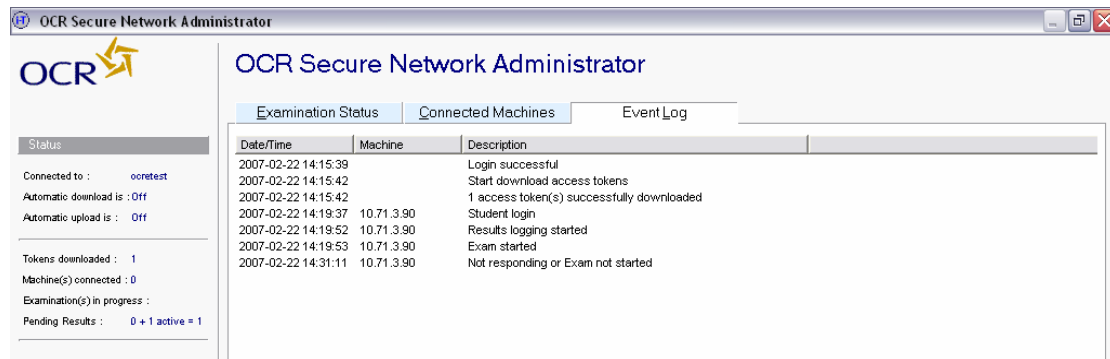 OCR Secure Network Administrator
OCR
OCR Secure Network Administrator
Examination Status Connected Machines Event Log
Status
Connected to : ocretest
Automatic download is : Off
Automatic upload is : Off
Tokens downloaded : 1
Machine(s) connected : 0
Examination(s) in progress :
Pending Results : 0 + 1 active = 1
Date/Time Machine Description
2007-02-22 14:15:39 Login successful
2007-02-22 14:15:42 Start download access tokens
2007-02-22 14:15:42 1 access token(s) successfully downloaded
2007-02-22 14:19:37 10.71.3.90 Student login
2007-02-22 14:19:52 10.71.3.90 Results logging started
2007-02-22 14:19:53 10.71.3.90 Exam started
2007-02-22 14:31:11 10.71.3.90 Not responding or Exam not started